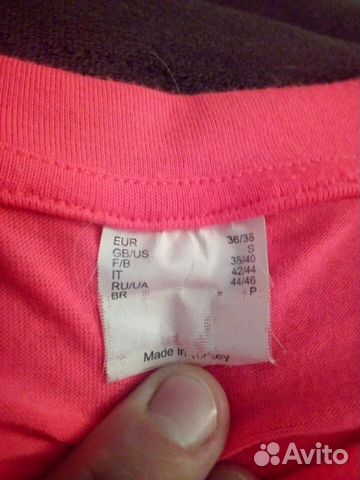 EUR 36/38
GB/US S
F/B 38/40
IT 42/44
RU/UA 44/46
BR P
Made in Turkey
Avito